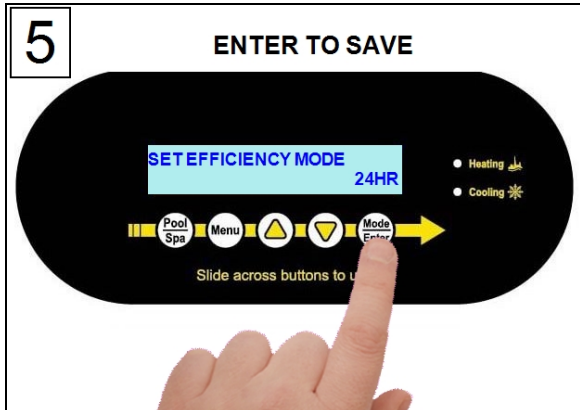 5
ENTER TO SAVE
SET EFFICIENCY MODE
24HR
Heating
Cooling
Pool
Spa
Menu
Mode
Enter
Slide across buttons to